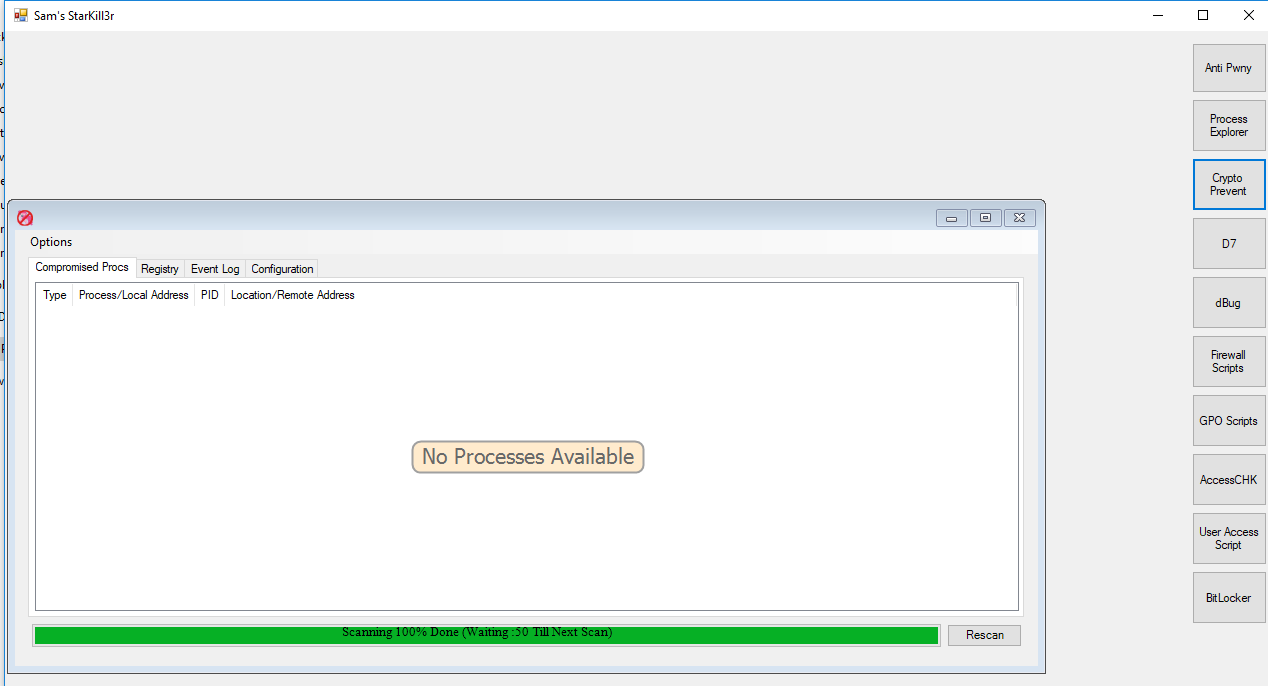 Sam's StarKill3r
Anti Pwny
Process
Explorer
Crypto
Prevent
D7
dBug
Firewall
Scripts
GPO Scripts
AccessCHK
User Access
Script
BitLocker
Options
Compromised Procs Registry Event Log Configuration
Type Process/Local Address PID Location/Remote Address
No Processes Available
Scanning 100% Done (Waiting :50 Till Next Scan)
Rescan